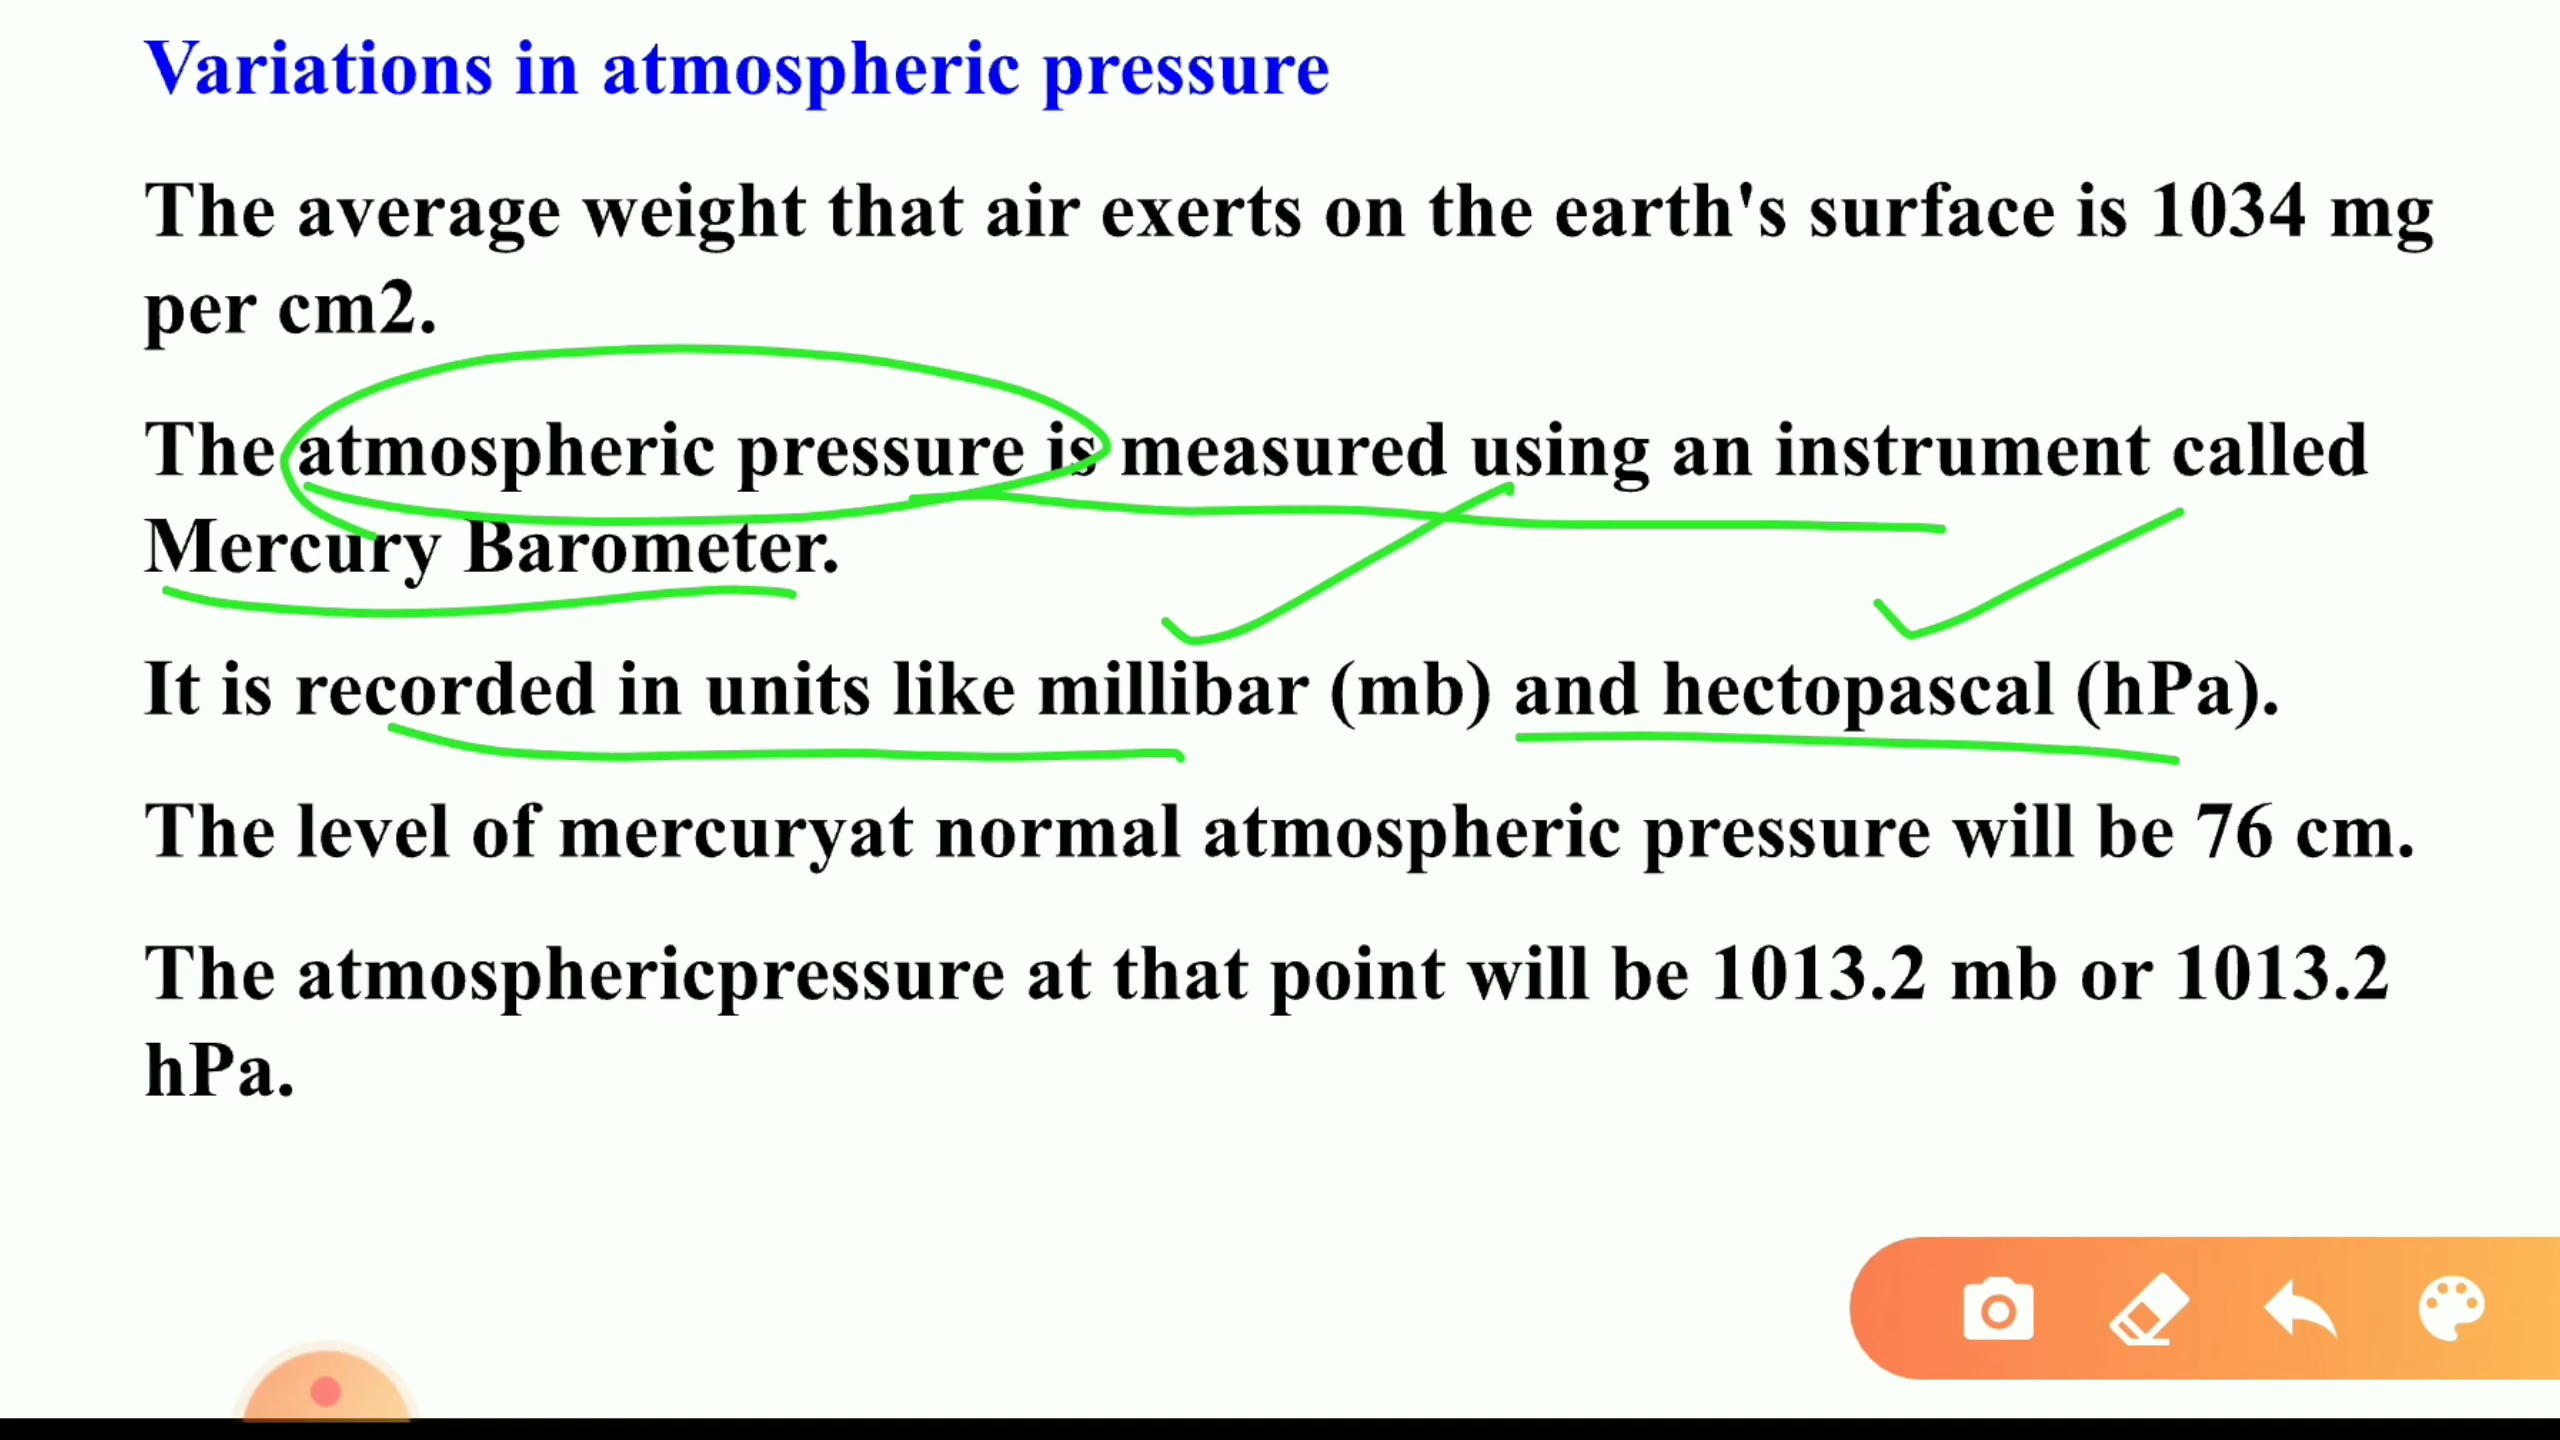 Variations in atmospheric pressure
The average weight that air exerts on the earth's surface is 1034 mg
per cm2.
The atmospheric pressure is measured using an instrument called
Mercury Barometer.
It is recorded in units like millibar (mb) and hectopascal (hPa).
The level of mercuryat normal atmospheric pressure will be 76 cm.
The atmosphericpressure at that point will be 1013.2 mb or 1013.2
hPa.